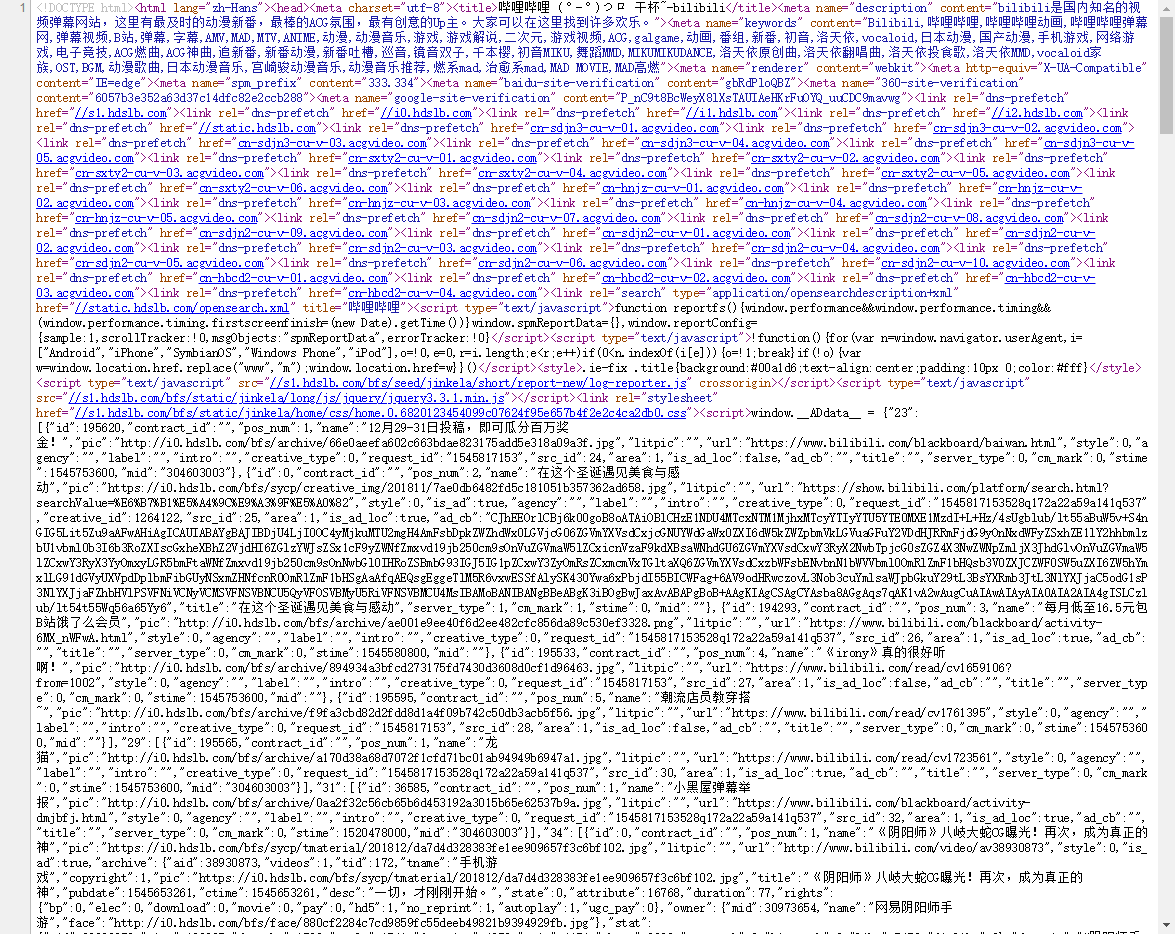 1 <!DOCTYPE html><html lang="zh-Hans"><head><meta charset="utf-8"><title>哔哩哔哩 (゜-゜)つロ 干杯~-bilibili</title><meta name="description" content="bilibili是国内知名的视
频弹幕网站，这里有最及时的动漫新番，最棒的ACG氛围，最有创意的Up主。大家可以在这里找到许多欢乐。"><meta name="keywords" content="Bilibili,哔哩哔哩,哔哩哔哩动画,哔哩哔哩弹幕
网,弹幕视频,B站,弹幕,字幕,AMV,MAD,MTV,ANIME,动漫,动漫音乐,游戏,游戏解说,二次元,游戏视频,ACG,galgame,动画,番组,新番,初音,洛天依,vocaloid,日本动漫,国产动漫,手机游戏,网络游
戏,电子竞技,ACG燃曲,ACG神曲,追新番,新番动漫,新番吐槽,巡音,镜音双子,千本樱,初音MIKU,舞蹈MMD,MIKUMIKUDANCE,洛天依原创曲,洛天依翻唱曲,洛天依投食歌,洛天依MMD,vocaloid家
族,OST,BGM,动漫歌曲,日本动漫音乐,宫崎骏动漫音乐,动漫音乐推荐,燃系mad,治愈系mad,MAD MOVIE,MAD高燃"><meta name="renderer" content="webkit"><meta http-equiv="X-UA-Compatible"
content="IE=edge"><meta name="spm_prefix" content="333.334"><meta name="baidu-site-verification" content="gbRdPloQBZ"><meta name="360-site-verification"
content="6057b3e352a63d37c14dfc82e2ccb288"><meta name="google-site-verification" content="P_nC9t8BcWeyX8lXsTAUIAeHKrFuOYQ_uuCDC9mavwg"><link rel="dns-prefetch"
href="//s1.hdslb.com"><link rel="dns-prefetch" href="//i0.hdslb.com"><link rel="dns-prefetch" href="//i1.hdslb.com"><link rel="dns-prefetch" href="//i2.hdslb.com"><link
rel="dns-prefetch" href="//static.hdslb.com"><link rel="dns-prefetch" href="cn-sdjn3-cu-v-01.acgvideo.com"><link rel="dns-prefetch" href="cn-sdjn3-cu-v-02.acgvideo.com">
<link rel="dns-prefetch" href="cn-sdjn3-cu-v-03.acgvideo.com"><link rel="dns-prefetch" href="cn-sdjn3-cu-v-04.acgvideo.com"><link rel="dns-prefetch" href="cn-sdjn3-cu-v-
05.acgvideo.com"><link rel="dns-prefetch" href="cn-sxty2-cu-v-01.acgvideo.com"><link rel="dns-prefetch" href="cn-sxty2-cu-v-02.acgvideo.com"><link rel="dns-prefetch"
href="cn-sxty2-cu-v-03.acgvideo.com"><link rel="dns-prefetch" href="cn-sxty2-cu-v-04.acgvideo.com"><link rel="dns-prefetch" href="cn-sxty2-cu-v-05.acgvideo.com"><link
rel="dns-prefetch" href="cn-sxty2-cu-v-06.acgvideo.com"><link rel="dns-prefetch" href="cn-hnjz-cu-v-01.acgvideo.com"><link rel="dns-prefetch" href="cn-hnjz-cu-v-
02.acgvideo.com"><link rel="dns-prefetch" href="cn-hnjz-cu-v-03.acgvideo.com"><link rel="dns-prefetch" href="cn-hnjz-cu-v-04.acgvideo.com"><link rel="dns-prefetch"
href="cn-hnjz-cu-v-05.acgvideo.com"><link rel="dns-prefetch" href="cn-sdjn2-cu-v-07.acgvideo.com"><link rel="dns-prefetch" href="cn-sdjn2-cu-v-08.acgvideo.com"><link
rel="dns-prefetch" href="cn-sdjn2-cu-v-09.acgvideo.com"><link rel="dns-prefetch" href="cn-sdjn2-cu-v-01.acgvideo.com"><link rel="dns-prefetch" href="cn-sdjn2-cu-v-
02.acgvideo.com"><link rel="dns-prefetch" href="cn-sdjn2-cu-v-03.acgvideo.com"><link rel="dns-prefetch" href="cn-sdjn2-cu-v-04.acgvideo.com"><link rel="dns-prefetch"
href="cn-sdjn2-cu-v-05.acgvideo.com"><link rel="dns-prefetch" href="cn-sdjn2-cu-v-10.acgvideo.com"><link rel="dns-prefetch" href="cn-sdjn2-cu-v-06.acgvideo.com"><link
rel="dns-prefetch" href="cn-hbcd2-cu-v-01.acgvideo.com"><link rel="dns-prefetch" href="cn-hbcd2-cu-v-02.acgvideo.com"><link rel="dns-prefetch" href="cn-hbcd2-cu-v-
03.acgvideo.com"><link rel="dns-prefetch" href="cn-hbcd2-cu-v-04.acgvideo.com"><link rel="search" type="application/opensearchdescription+xml"
href="//static.hdslb.com/opensearch.xml" title="哔哩哔哩"><script type="text/javascript">function reportfs(){window.performance&&window.performance.timing&&
(window.performance.timing.firstscreenfinish=(new Date).getTime())}window.spmReportData={},window.reportConfig=
{sample:1,scrollTracker:!0,msgObjects:"spmReportData",errorTracker:!0}</script><script type="text/javascript">!function(){for(var n=window.navigator.userAgent,i=
["Android","iPhone","SymbianOS","Windows Phone","iPod"],o=!0,e=0,r=i.length;e<r;e++)if(0<n.indexOf(i[e])){o=!1;break}if(!o){var
w=window.location.href.replace("www","m");window.location.href=w}}()</script><style>.ie-fix .title{background:#00a1d6;text-align:center;padding:10px 0;color:#fff}</style>
<script type="text/javascript" src="//s1.hdslb.com/bfs/seed/jinkela/short/report-new/log-reporter.js" crossorigin></script><script type="text/javascript"
src="//s1.hdslb.com/bfs/static/jinkela/long/js/jquery/jquery3.3.1.min.js"></script><link rel="stylesheet"
href="//s1.hdslb.com/bfs/static/jinkela/home/css/home.0.6820123454099c07624f95e657b4f2e2c4ca2db0.css"><script>window.__ADdata__ = {"23":
[{"id":195620,"contract_id":"","pos_num":1,"name":"12月29-31日投稿，即可瓜分百万奖
金！","pic":"http://i0.hdslb.com/bfs/archive/66e0aeefa602c663bdae823175add5e318a09a3f.jpg","litpic":"","url":"https://www.bilibili.com/blackboard/baiwan.html","style":0,"a
gency":"","label":"","intro":"","creative_type":0,"request_id":"1545817153","src_id":24,"area":1,"is_ad_loc":false,"ad_cb":"","title":"","server_type":0,"cm_mark":0,"stime
":1545753600,"mid":"304603003"},{"id":0,"contract_id":"","pos_num":2,"name":"在这个圣诞遇见美食与感
动","pic":"https://i0.hdslb.com/bfs/sycp/creative_img/201811/7ae0db6482fd5c181051b357362add58.jpg","litpic":"","url":"https://show.bilibili.com/platform/search.html?
searchValue=%E6%B7%B1%E5%A4%9C%E9%A3%9F%E5%A0%82","style":0,"is_ad":true,"agency":"","label":"","intro":"","creative_type":0,"request_id":"1545817153528q172a22a59a141q537"
,"creative_id":1264122,"src_id":25,"area":1,"is_ad_loc":true,"ad_cb":
pub/lt54t55Wq56a65Yy6","title":"在这个圣诞遇见美食与感动","server_type":1,"cm_mark":1,"stime":0,"mid":""},{"id":194293,"contract_id":"","pos_num":3,"name":"每月低至16.5元包
B站饿了么会员","pic":"http://i0.hdslb.com/bfs/archive/ae001e9ee40f6d2ee482cfc856da89c530ef3328.png","litpic":"","url":"https://www.bilibili.com/blackboard/activity-
6MX_nWFwA.html","style":0,"agency":"","label":"","intro":"","creative_type":0,"request_id":"1545817153528q172a22a59a141q537","src_id":26,"area":1,"is_ad_loc":true,"ad_cb":
"","title":"","server_type":0,"cm_mark":0,"stime":1545580800,"mid":""},{"id":195533,"contract_id":"","pos_num":4,"name":"《irony》真的很好听
啊！","pic":"http://i0.hdslb.com/bfs/archive/894934a3bfcd273175fd7430d3608d0cf1d96463.jpg","litpic":"","url":"https://www.bilibili.com/read/cv1659106?
from=1002","style":0,"agency":"","label":"","intro":"","creative_type":0,"request_id":"1545817153","src_id":27,"area":1,"is_ad_loc":false,"ad_cb":"","title":"","server_typ
e":0,"cm_mark":0,"stime":1545753600,"mid":""},{"id":195595,"contract_id":"","pos_num":5,"name":"潮流店员教穿搭
~","pic":"http://i0.hdslb.com/bfs/archive/f9fa3cbd82d2fdd8d1a4f09b742c50db3acb5f56.jpg","litpic":"","url":"https://www.bilibili.com/read/cv1761395","style":0,"agency":"","
label":"","intro":"","creative_type":0,"request_id":"1545817153","src_id":28,"area":1,"is_ad_loc":false,"ad_cb":"","title":"","server_type":0,"cm_mark":0,"stime":154575360
0,"mid":""}],"29":[{"id":195565,"contract_id":"","pos_num":1,"name":"龙
猫","pic":"http://i0.hdslb.com/bfs/archive/a170d38a68d7072f1cfd71bc01ab94949b6947a1.jpg","litpic":"","url":"https://www.bilibili.com/read/cv1723561","style":0,"agency":"",
"label":"","intro":"","creative_type":0,"request_id":"1545817153528q172a22a59a141q537","src_id":30,"area":1,"is_ad_loc":true,"ad_cb":"","title":"","server_type":0,"cm_mark
":0,"stime":1545753600,"mid":"304603003"}],"31":[{"id":36585,"contract_id":"","pos_num":1,"name":"小黑屋弹幕举
报","pic":"http://i0.hdslb.com/bfs/archive/0aa2f32c56cb65b6d453192a3015b65e62537b9a.jpg","litpic":"","url":"https://www.bilibili.com/blackboard/activity-
dmjbfj.html","style":0,"agency":"","label":"","intro":"","creative_type":0,"request_id":"1545817153528q172a22a59a141q537","src_id":32,"area":1,"is_ad_loc":true,"ad_cb":"",
"title":"","server_type":0,"cm_mark":0,"stime":1520478000,"mid":"304603003"}],"34":[{"id":0,"contract_id":"","pos_num":1,"name":"《阴阳师》八岐大蛇CG曝光！再次，成为真正的
神","pic":"https://i0.hdslb.com/bfs/sycp/tmaterial/201812/da7d4d328383fe1ee909657f3c6bf102.jpg","litpic":"","url":"http://www.bilibili.com/video/av38930873","style":0,"is_
ad":true,"archive":{"aid":38930873,"videos":1,"tid":172,"tname":"手机游
戏","copyright":1,"pic":"https://i0.hdslb.com/bfs/sycp/tmaterial/201812/da7d4d328383fe1ee909657f3c6bf102.jpg","title":"《阴阳师》八岐大蛇CG曝光！再次，成为真正的
神","pubdate":1545653261,"ctime":1545653261,"desc":"一切，才刚刚开始。","state":0,"attribute":16768,"duration":77,"rights":
{"bp":0,"elec":0,"download":0,"movie":0,"pay":0,"hd5":1,"no_reprint":1,"autoplay":1,"ugc_pay":0},"owner":{"mid":30973654,"name":"网易阴阳师手
游","face":"http://i0.hdslb.com/bfs/face/880cf2284c7cd9859fc55deeb49821b9394929fb.jpg"},"stat":